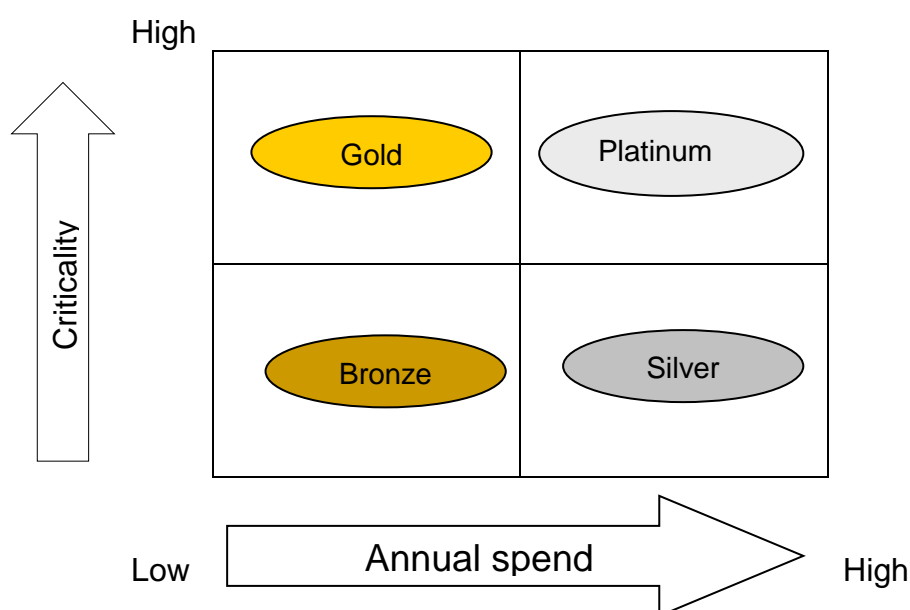 High
Gold
Platinum
Criticality
Bronze
Silver
Low
Annual spend
High